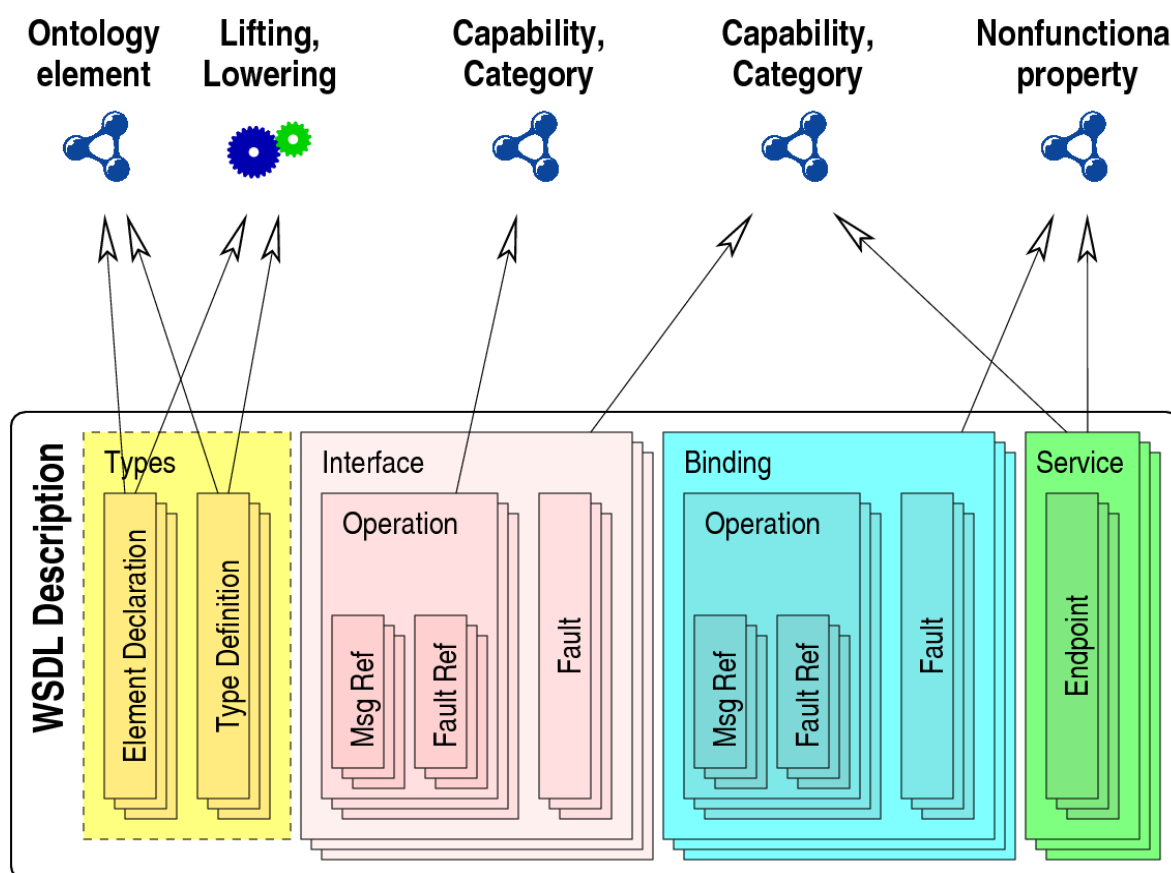 Ontology
element
Lifting,
Lowering
Capability,
Category
Capability,
Category
Nonfunctiona
property
WSDL Description
Types
Element Declaration
Type Definition
Interface
Operation
Msg Ref
Fault Ref
Fault
Binding
Operation
Msg Ref
Fault Ref
Fault
Service
Endpoint